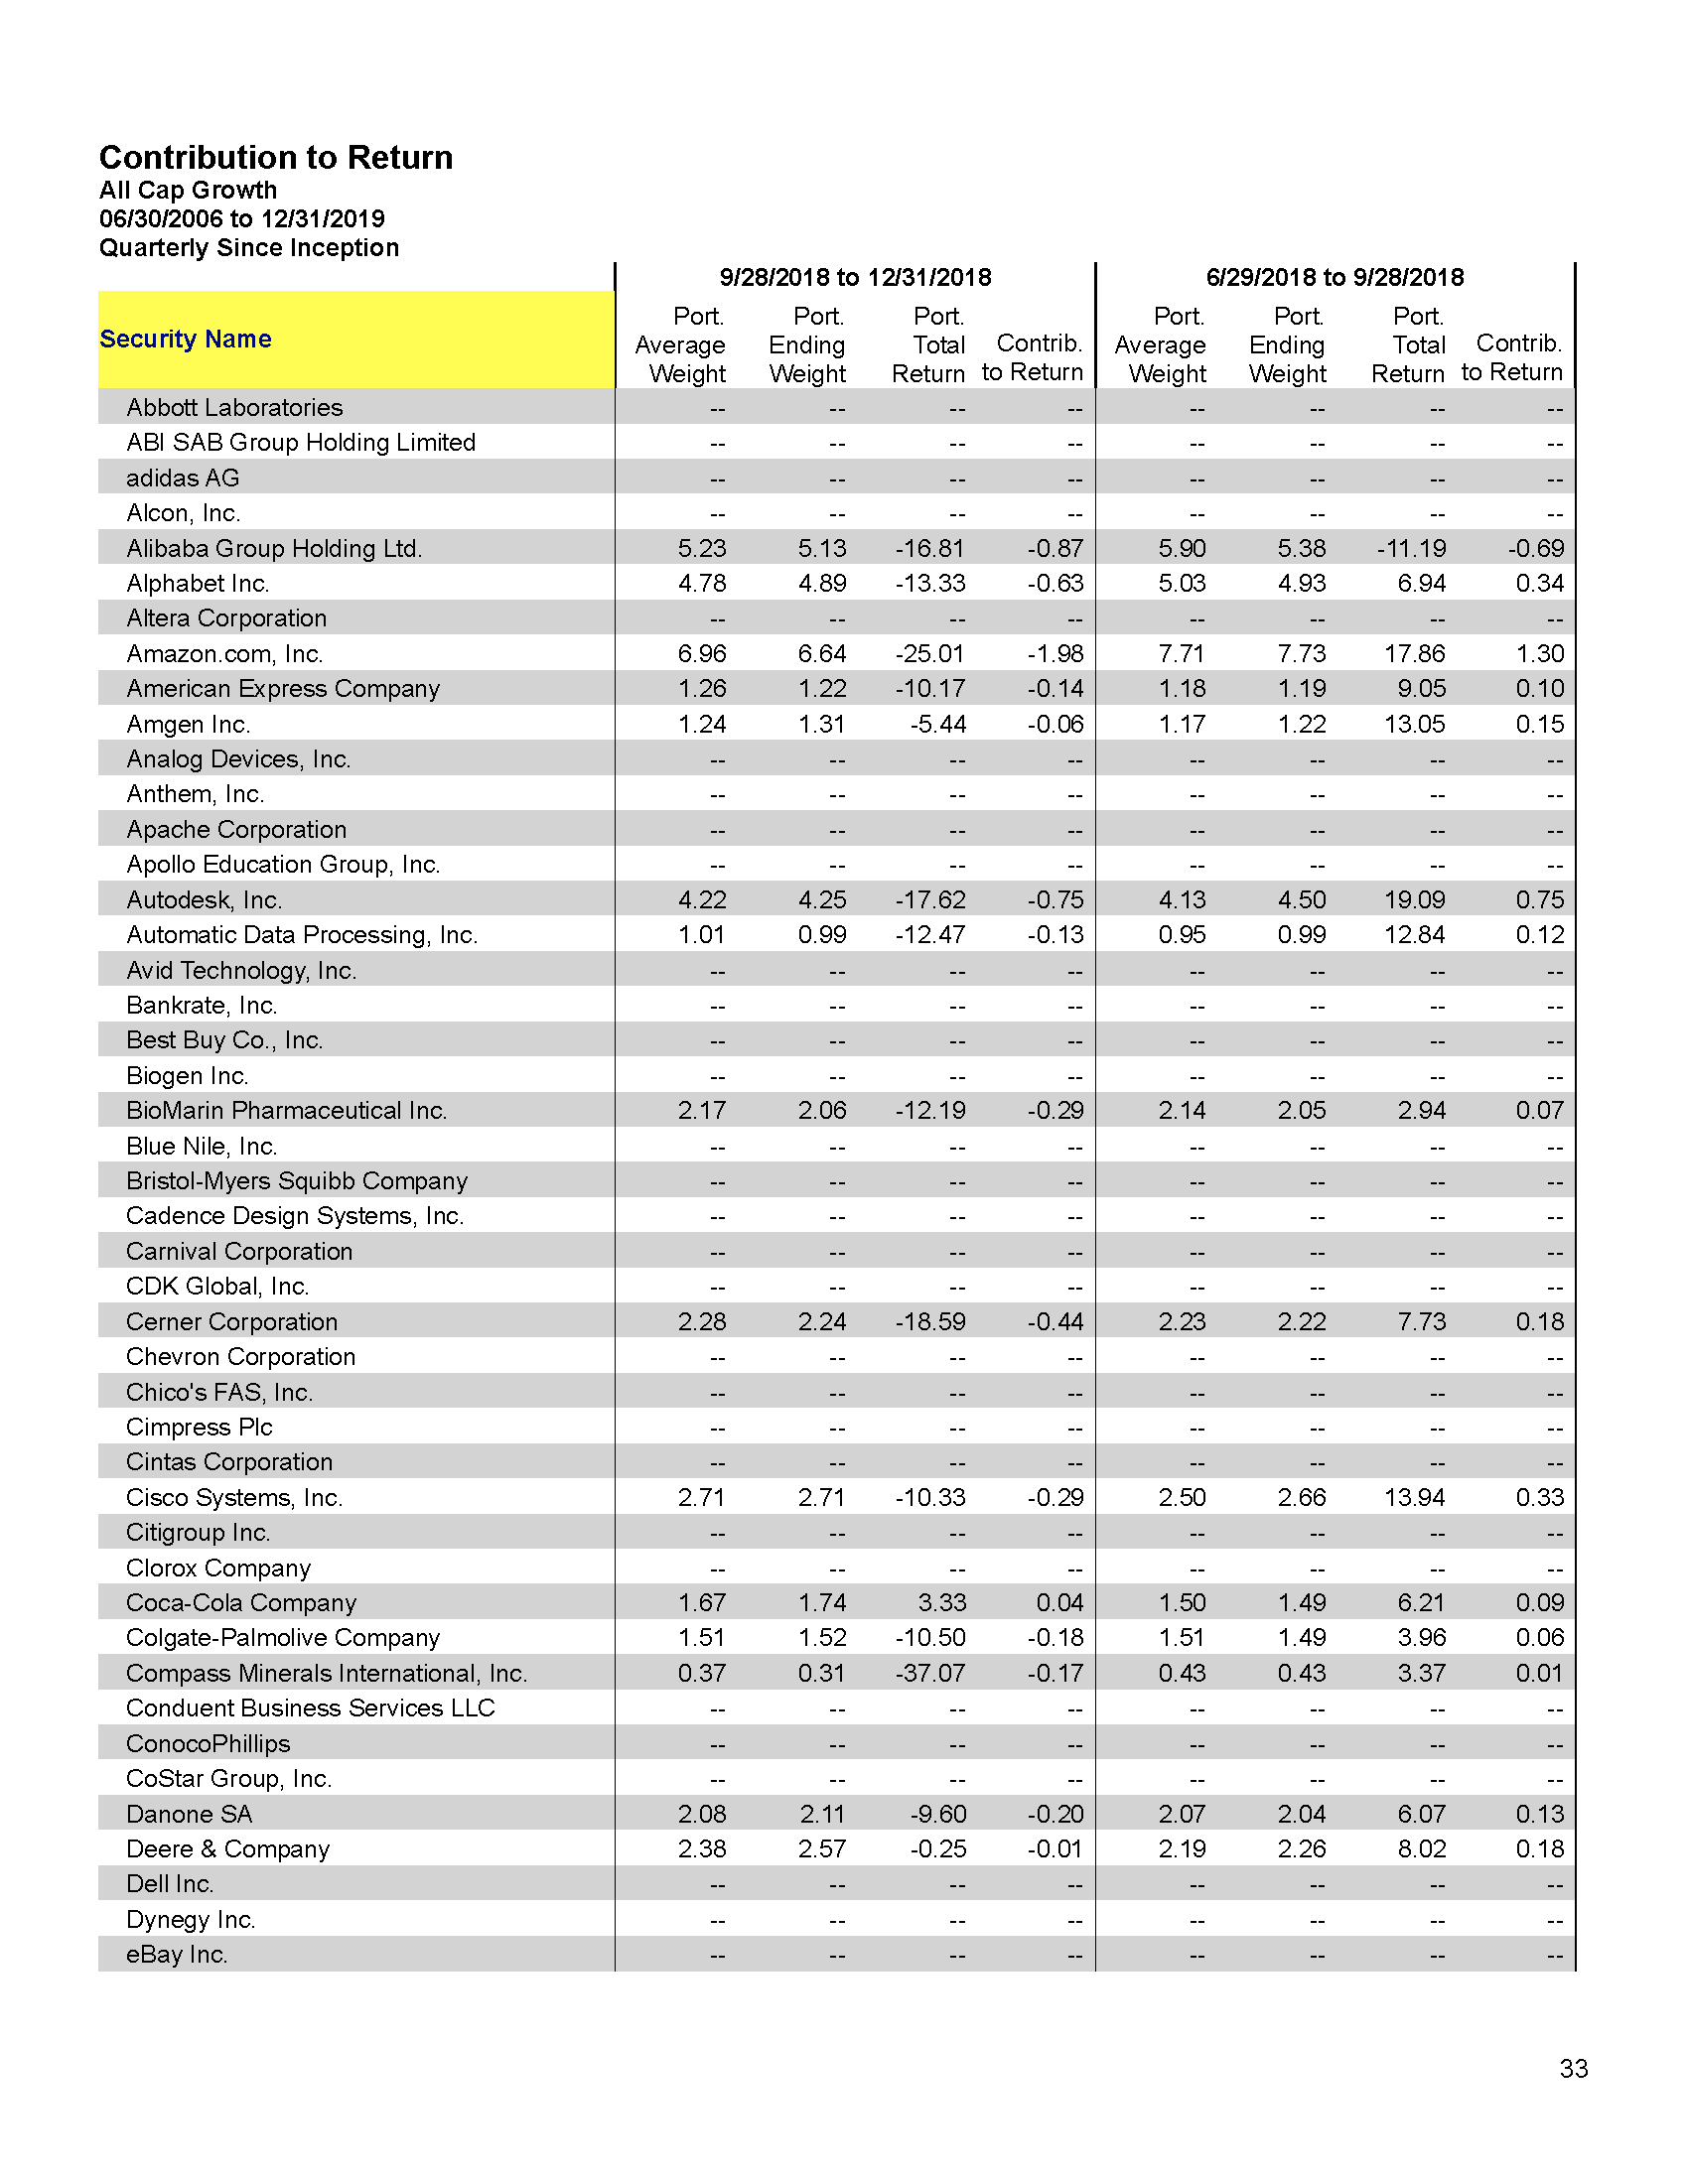 Contribution to Return
All Cap Growth
06/30/2006 to 12/31/2019
Quarterly Since Inception
9/28/2018 to 12/31/2018 6/29/2018 to 9/28/2018
Security Name Port. Average Weight Port. Ending Weight Port. Total Return Contrib. to Return Port. Average Weight Port. Ending Weight Port. Total Return Contrib. to Return
Abbott Laboratories -- -- -- -- -- -- -- --
ABI SAB Group Holding Limited -- -- -- -- -- -- -- --
adidas AG -- -- -- -- -- -- -- --
Alcon, Inc. -- -- -- -- -- -- -- --
Alibaba Group Holding Ltd. 5.23 5.13 -16.81 -0.87 5.90 5.38 -11.19 -0.69
Alphabet Inc. 4.78 4.89 -13.33 -0.63 5.03 4.93 6.94 0.34
Altera Corporation -- -- -- -- -- -- -- --
Amazon.com, Inc. 6.96 6.64 -25.01 -1.98 7.71 7.73 17.86 1.30
American Express Company 1.26 1.22 -10.17 -0.14 1.18 1.19 9.05 0.10
Amgen Inc. 1.24 1.31 -5.44 -0.06 1.17 1.22 13.05 0.15
Analog Devices, Inc. -- -- -- -- -- -- -- --
Anthem, Inc. -- -- -- -- -- -- -- --
Apache Corporation -- -- -- -- -- -- -- --
Apollo Education Group, Inc. -- -- -- -- -- -- -- --
Autodesk, Inc. 4.22 4.25 -17.62 -0.75 4.13 4.50 19.09 0.75
Automatic Data Processing, Inc. 1.01 0.99 -12.47 -0.13 0.95 0.99 12.84 0.12
Avid Technology, Inc. -- -- -- -- -- -- -- --
Bankrate, Inc. -- -- -- -- -- -- -- --
Best Buy Co., Inc. -- -- -- -- -- -- -- --
Biogen Inc. -- -- -- -- -- -- -- --
BioMarin Pharmaceutical Inc. 2.17 2.06 -12.19 -0.29 2.14 2.05 2.94 0.07
Blue Nile, Inc. -- -- -- -- -- -- -- --
Bristol-Myers Squibb Company -- -- -- -- -- -- -- --
Cadence Design Systems, Inc. -- -- -- -- -- -- -- --
Carnival Corporation -- -- -- -- -- -- -- --
CDK Global, Inc. -- -- -- -- -- -- -- --
Cerner Corporation 2.28 2.24 -18.59 -0.44 2.23 2.22 7.73 0.18
Chevron Corporation -- -- -- -- -- -- -- --
Chico's FAS, Inc. -- -- -- -- -- -- -- --
Cimpress Plc -- -- -- -- -- -- -- --
Cintas Corporation -- -- -- -- -- -- -- --
Cisco Systems, Inc. 2.71 2.71 -10.33 -0.29 2.50 2.66 13.94 0.33
Citigroup Inc. -- -- -- -- -- -- -- --
Clorox Company -- -- -- -- -- -- -- --
Coca-Cola Company 1.67 1.74 3.33 0.04 1.50 1.49 6.21 0.09
Colgate-Palmolive Company 1.51 1.52 -10.50 -0.18 1.51 1.49 3.96 0.06
Compass Minerals International, Inc. 0.37 0.31 -37.07 -0.17 0.43 0.43 3.37 0.01
Conduent Business Services LLC -- -- -- -- -- -- -- --
ConocoPhillips -- -- -- -- -- -- -- --
CoStar Group, Inc. -- -- -- -- -- -- -- --
Danone SA 2.08 2.11 -9.60 -0.20 2.07 2.04 6.07 0.13
Deere & Company 2.38 2.57 -0.25 -0.01 2.19 2.26 8.02 0.18
Dell Inc. -- -- -- -- -- -- -- --
Dynegy Inc. -- -- -- -- -- -- -- --
eBay Inc. -- -- -- -- -- -- -- --
33